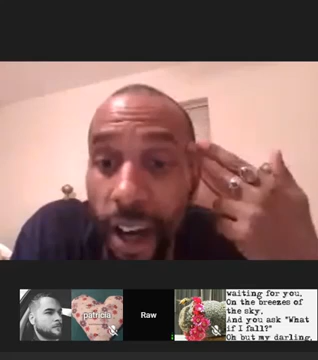 patricia
Raw
waiting for you,
On the breezes of
the sky,
And you ask "What
if I fall?"
Oh but my darling,